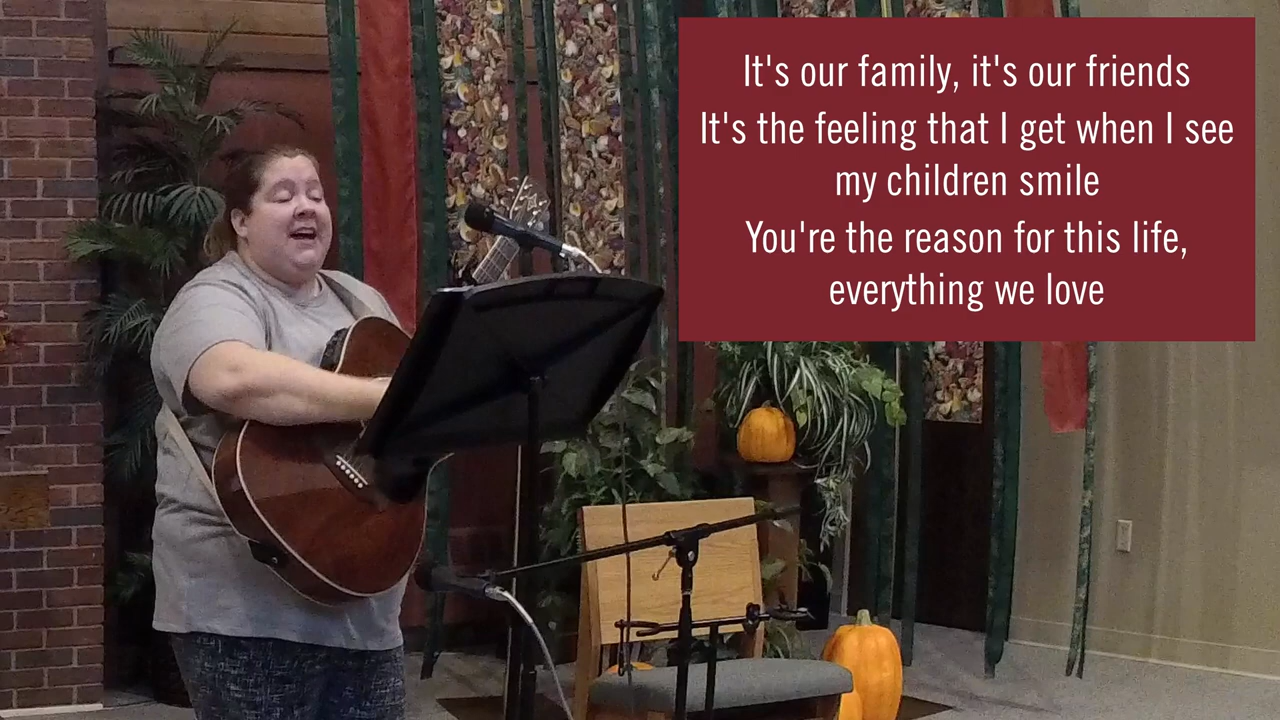 It's our family, it's our friends
It's the feeling that I get when I see
my children smile
You're the reason for this life,
everything we love